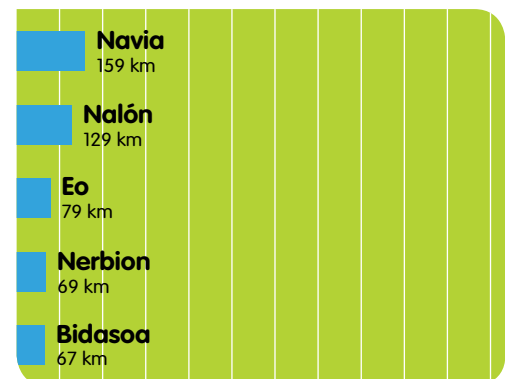 Navia
159 km
Nalón
129 km
Eo
79 km
Nerbion
69 km
Bidasoa
67 km